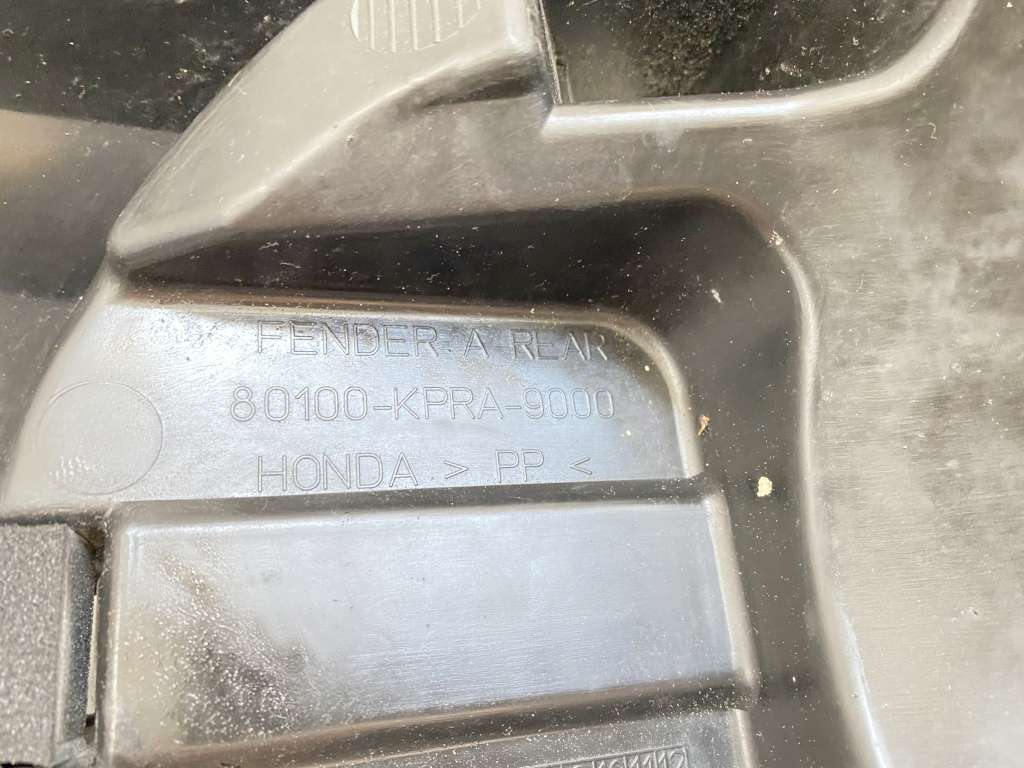 FENDER A REAR
80100-KPRA-9000
HONDA > PP <